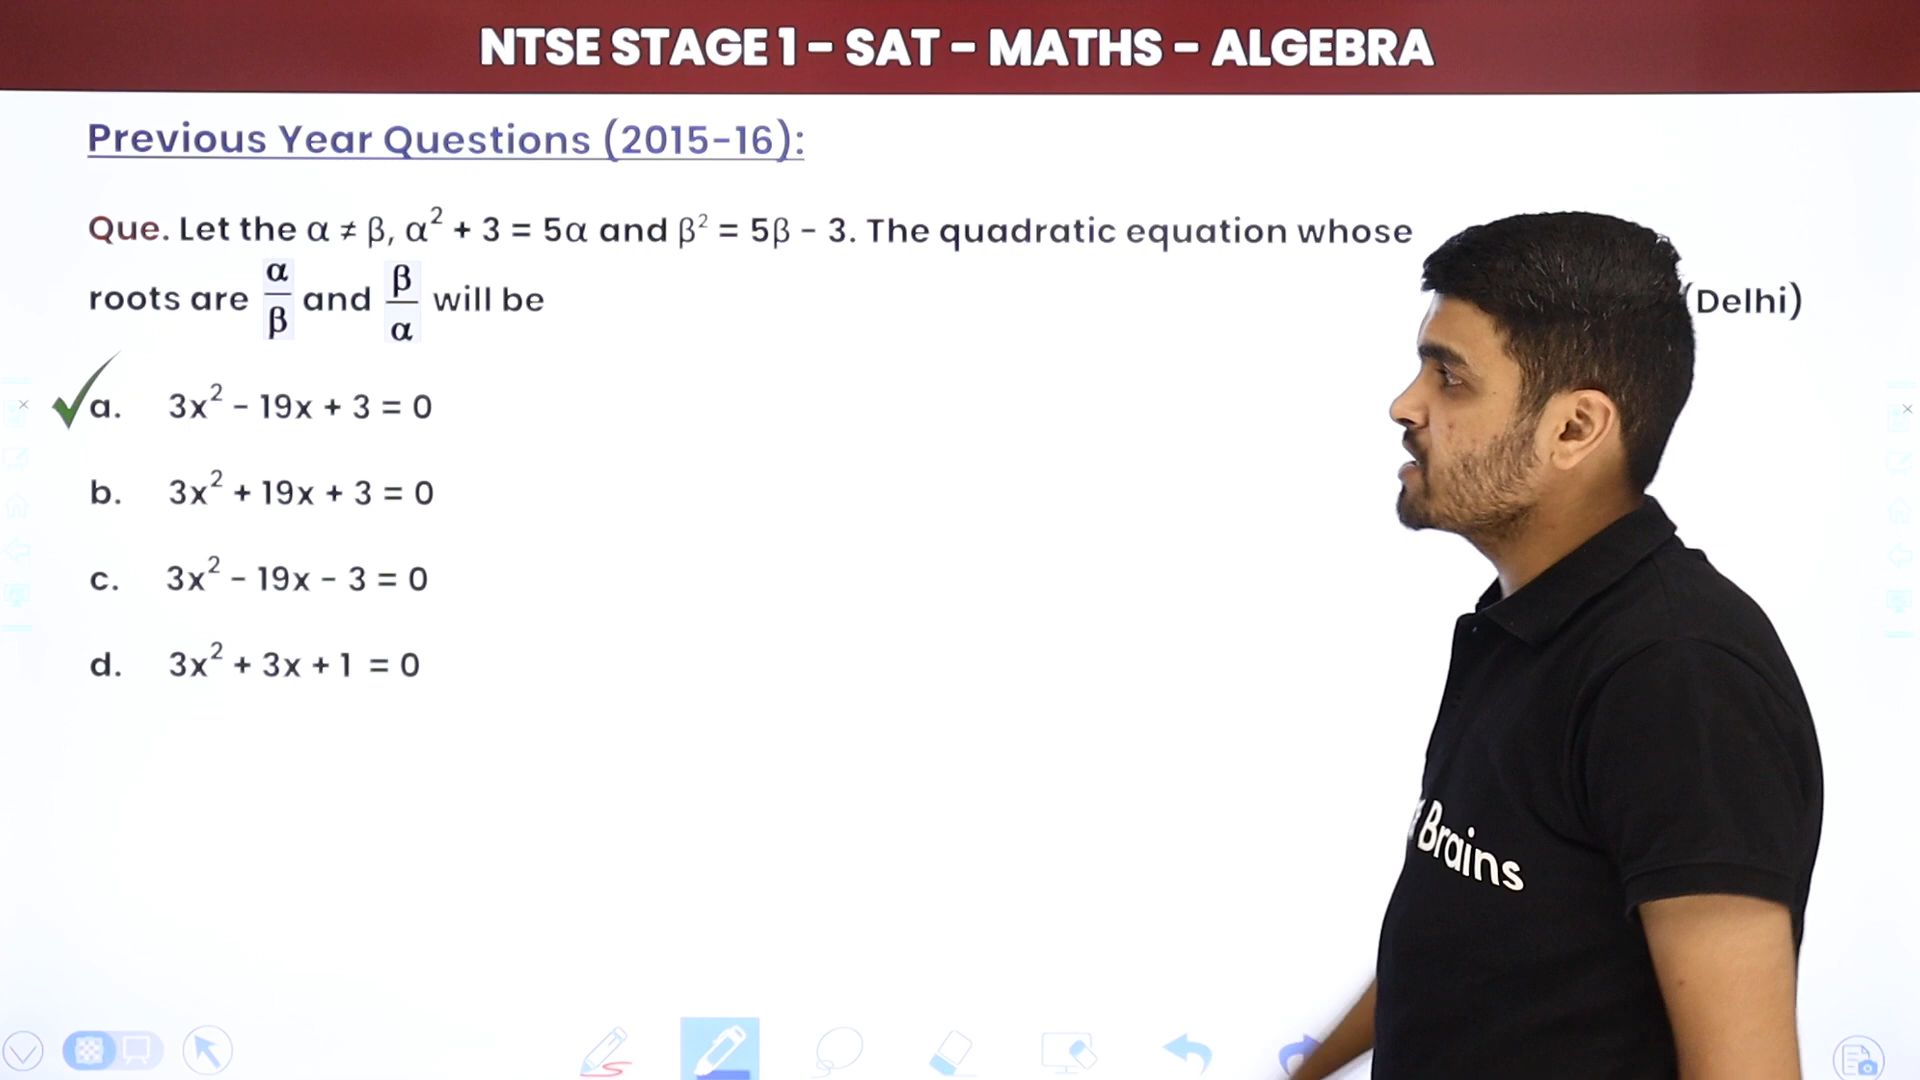 NTSE STAGE 1 – SAT – MATHS – ALGEBRA
Previous Year Questions (2015-16):
Que. Let the α ≠ β, α² + 3 = 5α and β² = 5β - 3. The quadratic equation whose
roots are α/β and β/α will be (Delhi)
a. 3x² - 19x + 3 = 0
b. 3x² + 19x + 3 = 0
c. 3x² - 19x - 3 = 0
d. 3x² + 3x + 1 = 0
Brains